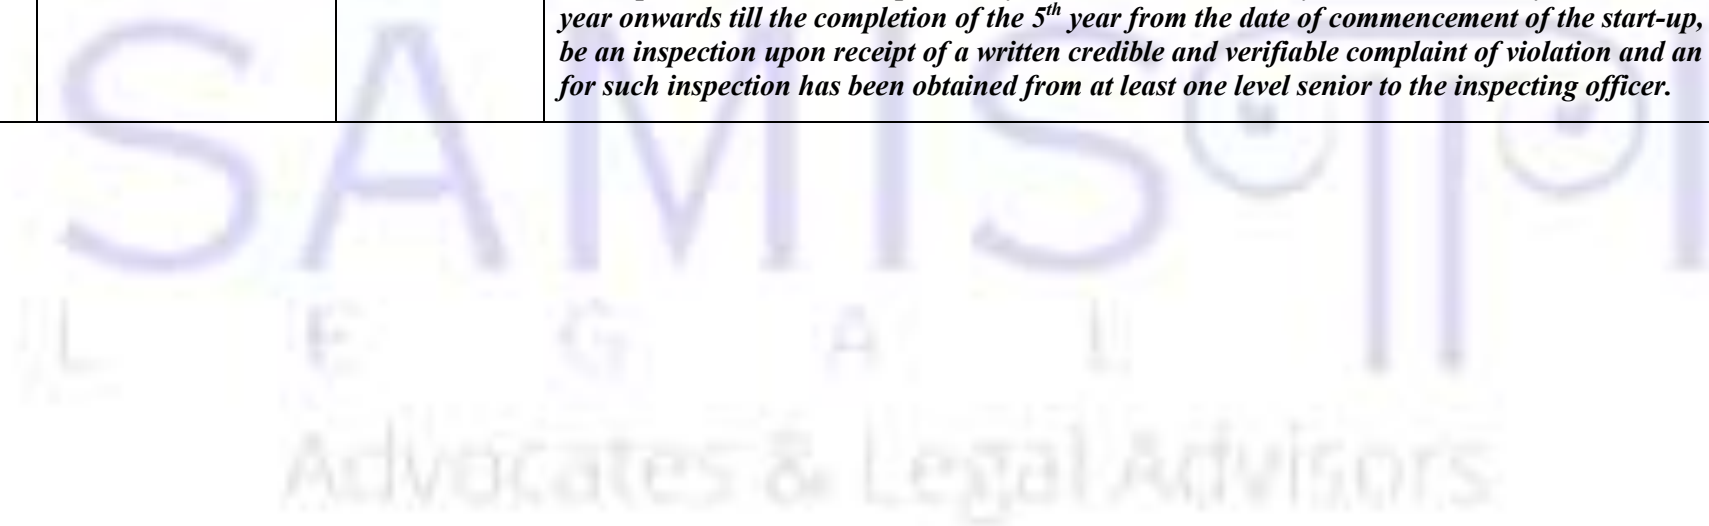 year onwards till the completion of the 5th year from the date of commencement of the start-up,
be an inspection upon receipt of a written credible and verifiable complaint of violation and an
for such inspection has been obtained from at least one level senior to the inspecting officer.
SAMIS
L E G A L
Advocates & Legal Advisors